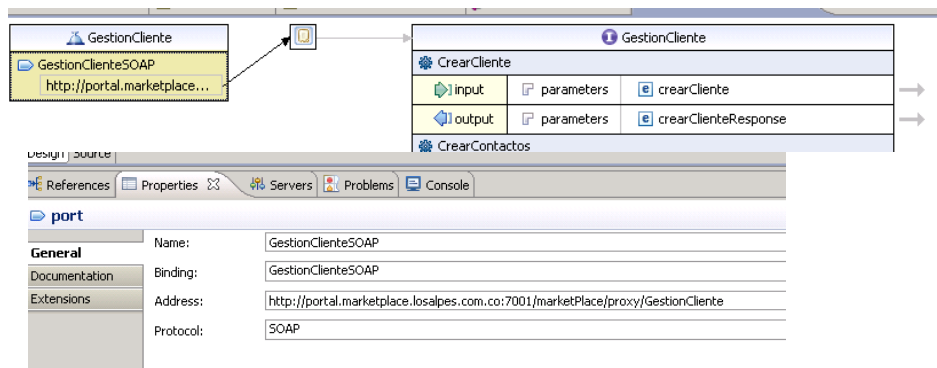 GestionCliente
GestionClienteSOAP
http://portal.marketplace...
GestionCliente
CrearCliente
input parameters e crearCliente
output parameters e crearClienteResponse
CrearContactos
Design Source
References Properties Servers Problems Console
port
General
Documentation
Extensions
Name: GestionClienteSOAP
Binding: GestionClienteSOAP
Address: http://portal.marketplace.losalpes.com.co:7001/marketPlace/proxy/GestionCliente
Protocol: SOAP